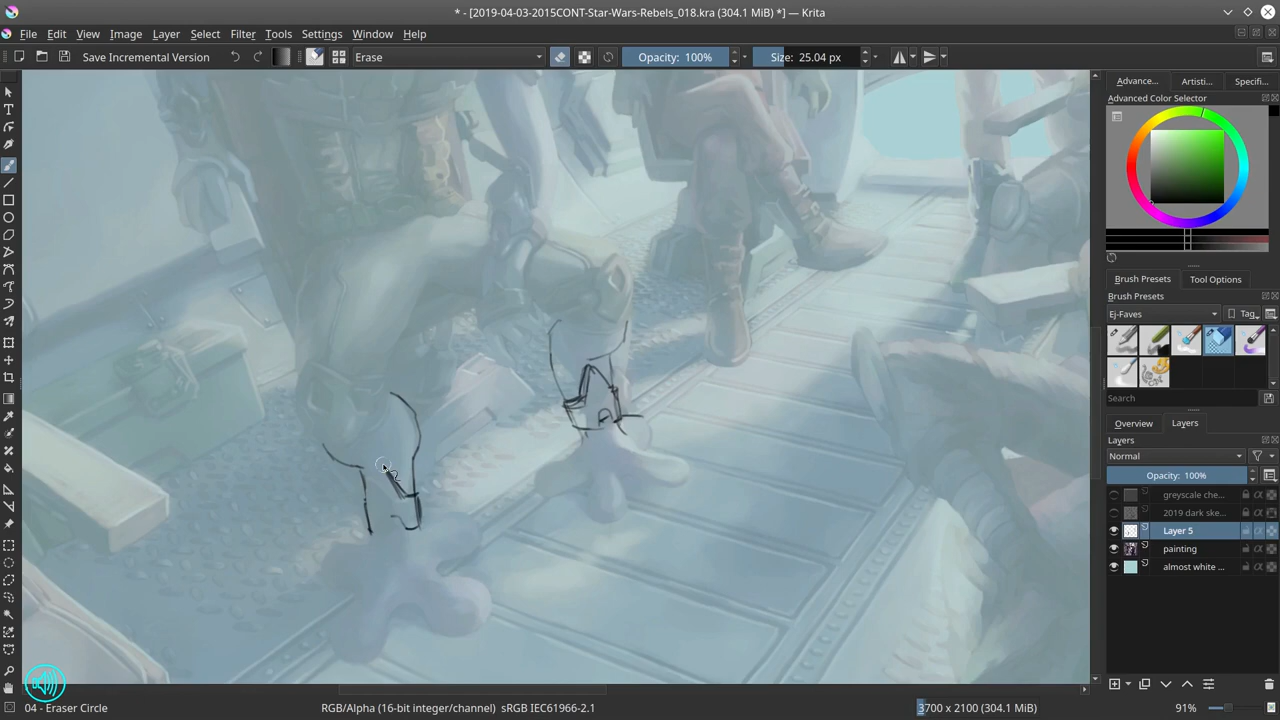 * - [2019-04-03-2015CONT-Star-Wars-Rebels_018.kra (304.1 MiB) *] — Krita
File Edit View Image Layer Select Filter Tools Settings Window Help
Save Incremental Version Erase Opacity: 100% Size: 25.04 px
Advance... Artisti... Specifi...
Advanced Color Selector
Brush Presets Tool Options
Brush Presets
Ej-Faves Tag
Search
Overview Layers
Layers
Normal
Opacity: 100%
greyscale che...
2019 dark ske...
Layer 5
painting
almost white ...
04 - Eraser Circle RGB/Alpha (16-bit integer/channel) sRGB IEC61966-2.1 3700 x 2100 (304.1 MiB) 91%